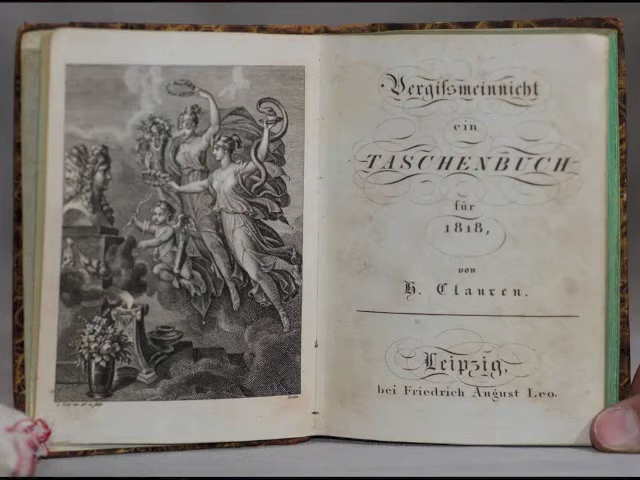 Vergißmeinnicht
ein
TASCHENBUCH
für
1818,
von
H. Clauren.
Leipzig,
bei Friedrich August Leo.